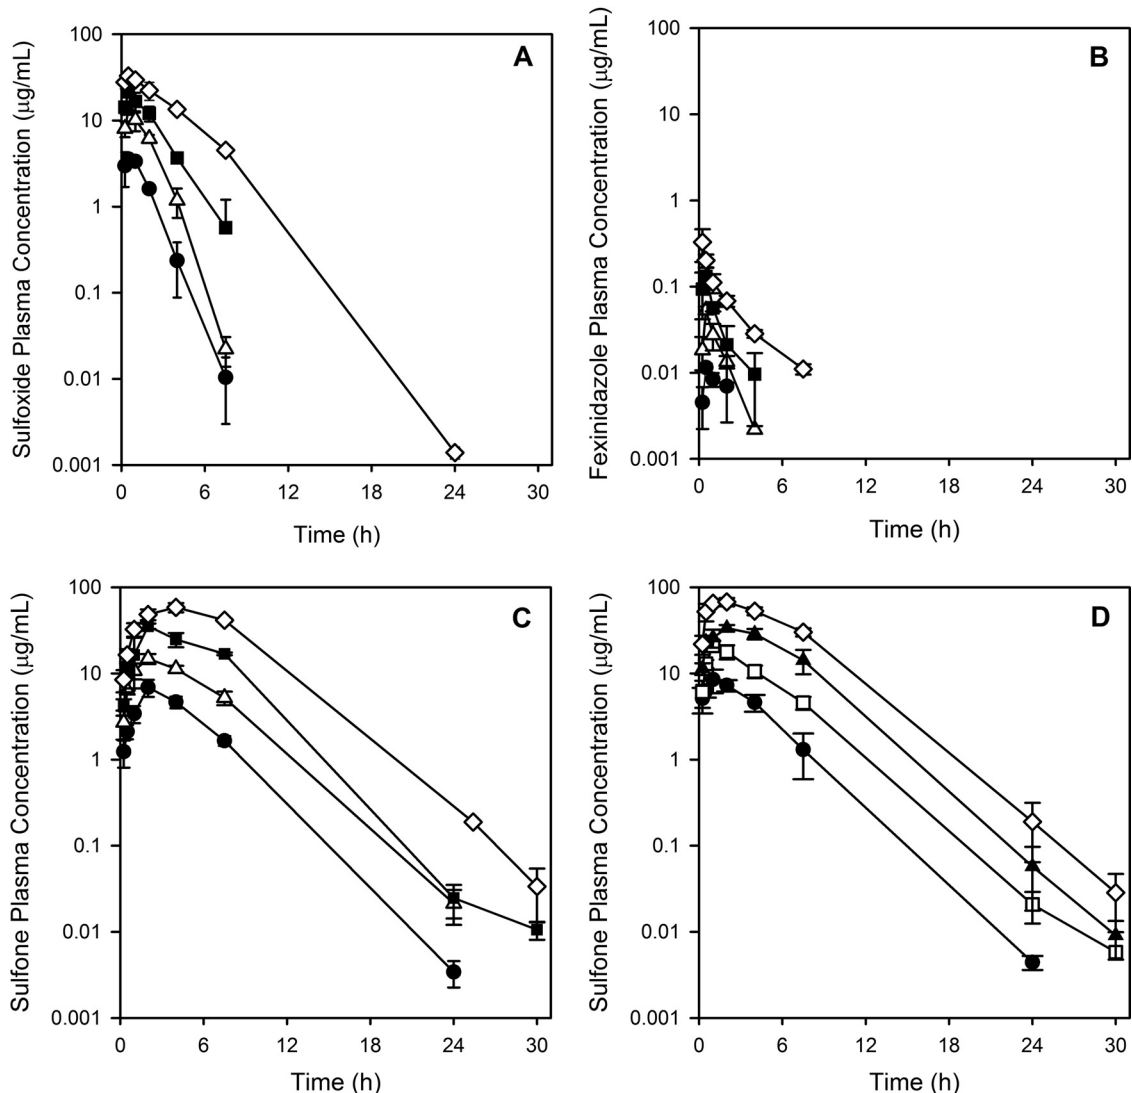 A
Sulfoxide Plasma Concentration (μg/mL)
100
10
1
0.1
0.01
0.001
0 6 12 18 24 30
Time (h)
B
Fexinidazole Plasma Concentration (μg/mL)
100
10
1
0.1
0.01
0.001
0 6 12 18 24 30
Time (h)
C
Sulfone Plasma Concentration (μg/mL)
100
10
1
0.1
0.01
0.001
0 6 12 18 24 30
Time (h)
D
Sulfone Plasma Concentration (μg/mL)
100
10
1
0.1
0.01
0.001
0 6 12 18 24 30
Time (h)